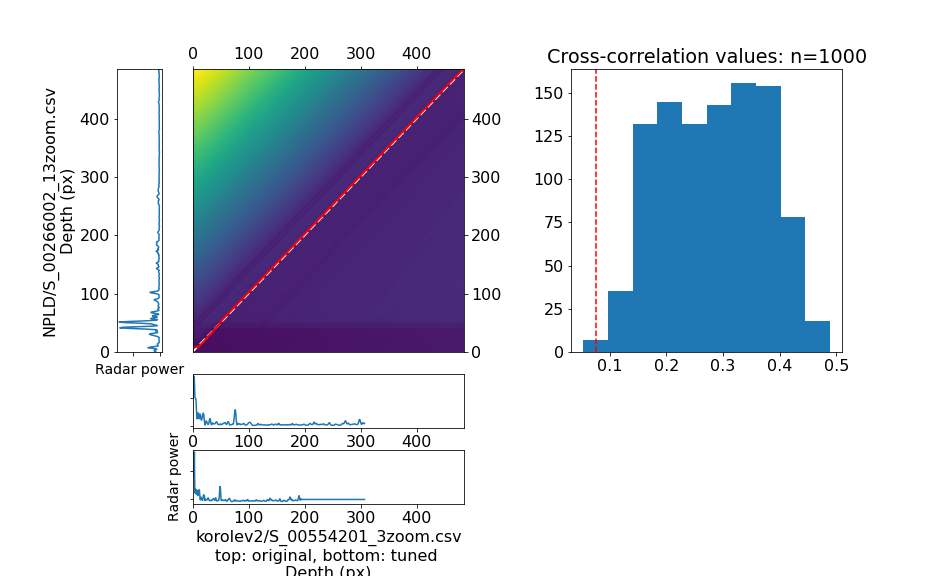 0 100 200 300 400
Cross-correlation values: n=1000
NPLD/S_00266002_13zoom.csv
Depth (px)
400
300
200
100
0
Radar power
400
300
200
100
0
150
125
100
75
50
25
0
0.1 0.2 0.3 0.4 0.5
0 100 200 300 400
Radar power
0 100 200 300 400
korolev2/S_00554201_3zoom.csv
top: original, bottom: tuned
Depth (px)